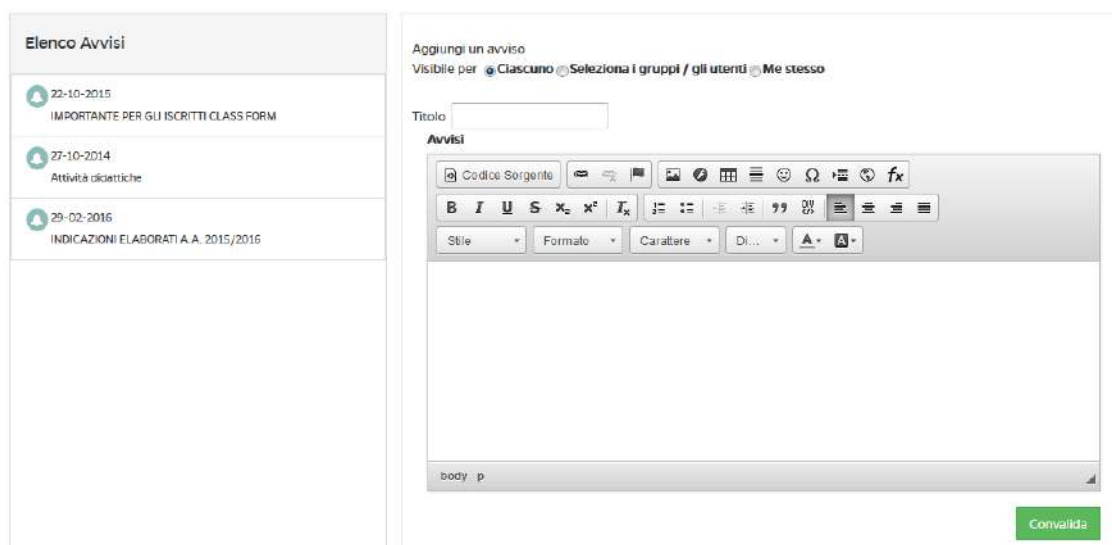 Elenco Avvisi
22-10-2015
IMPORTANTE PER GLI ISCRITTI CLASS FORM
27-10-2014
Attività didattiche
29-02-2016
INDICAZIONI ELABORATI A.A. 2015/2016
Aggiungi un avviso
Visibile per Ciascuno Seleziona i gruppi / gli utenti Me stesso
Titolo
Avvisi
Codice Sorgente Ω fx
B I U S x₂ x² Tx
Stile Formato Carattere Di... A A
body p
Convalida